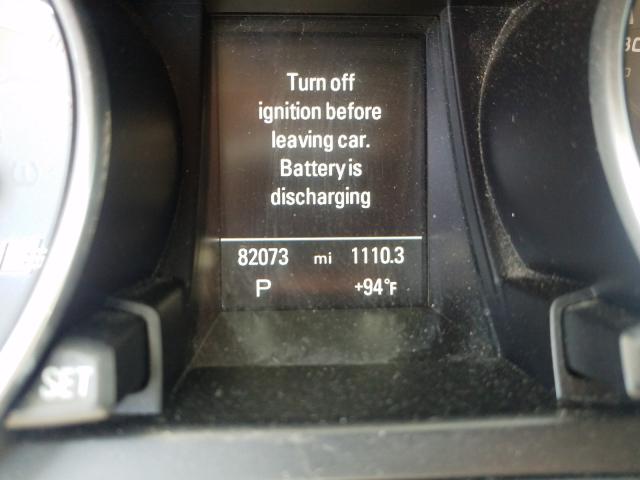 Turn off
ignition before
leaving car.
Battery is
discharging
82073 mi 1110.3
P +94°F
SET